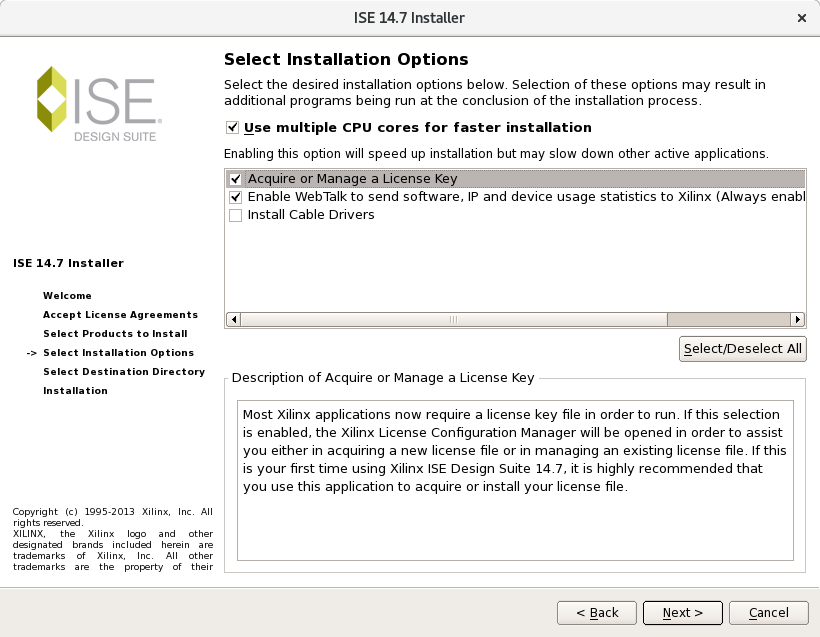 ISE 14.7 Installer
×
ISE
DESIGN SUITE
ISE 14.7 Installer
Welcome
Accept License Agreements
Select Products to Install
-> Select Installation Options
Select Destination Directory
Installation
Copyright (c) 1995-2013 Xilinx, Inc. All
rights reserved.
XILINX, the Xilinx logo and other
designated brands included herein are
trademarks of Xilinx, Inc. All other
trademarks are the property of their
Select Installation Options
Select the desired installation options below. Selection of these options may result in
additional programs being run at the conclusion of the installation process.
Use multiple CPU cores for faster installation
Enabling this option will speed up installation but may slow down other active applications.
Acquire or Manage a License Key
Enable WebTalk to send software, IP and device usage statistics to Xilinx (Always enabl
Install Cable Drivers
Select/Deselect All
Description of Acquire or Manage a License Key
Most Xilinx applications now require a license key file in order to run. If this selection
is enabled, the Xilinx License Configuration Manager will be opened in order to assist
you either in acquiring a new license file or in managing an existing license file. If this
is your first time using Xilinx ISE Design Suite 14.7, it is highly recommended that
you use this application to acquire or install your license file.
< Back
Next >
Cancel